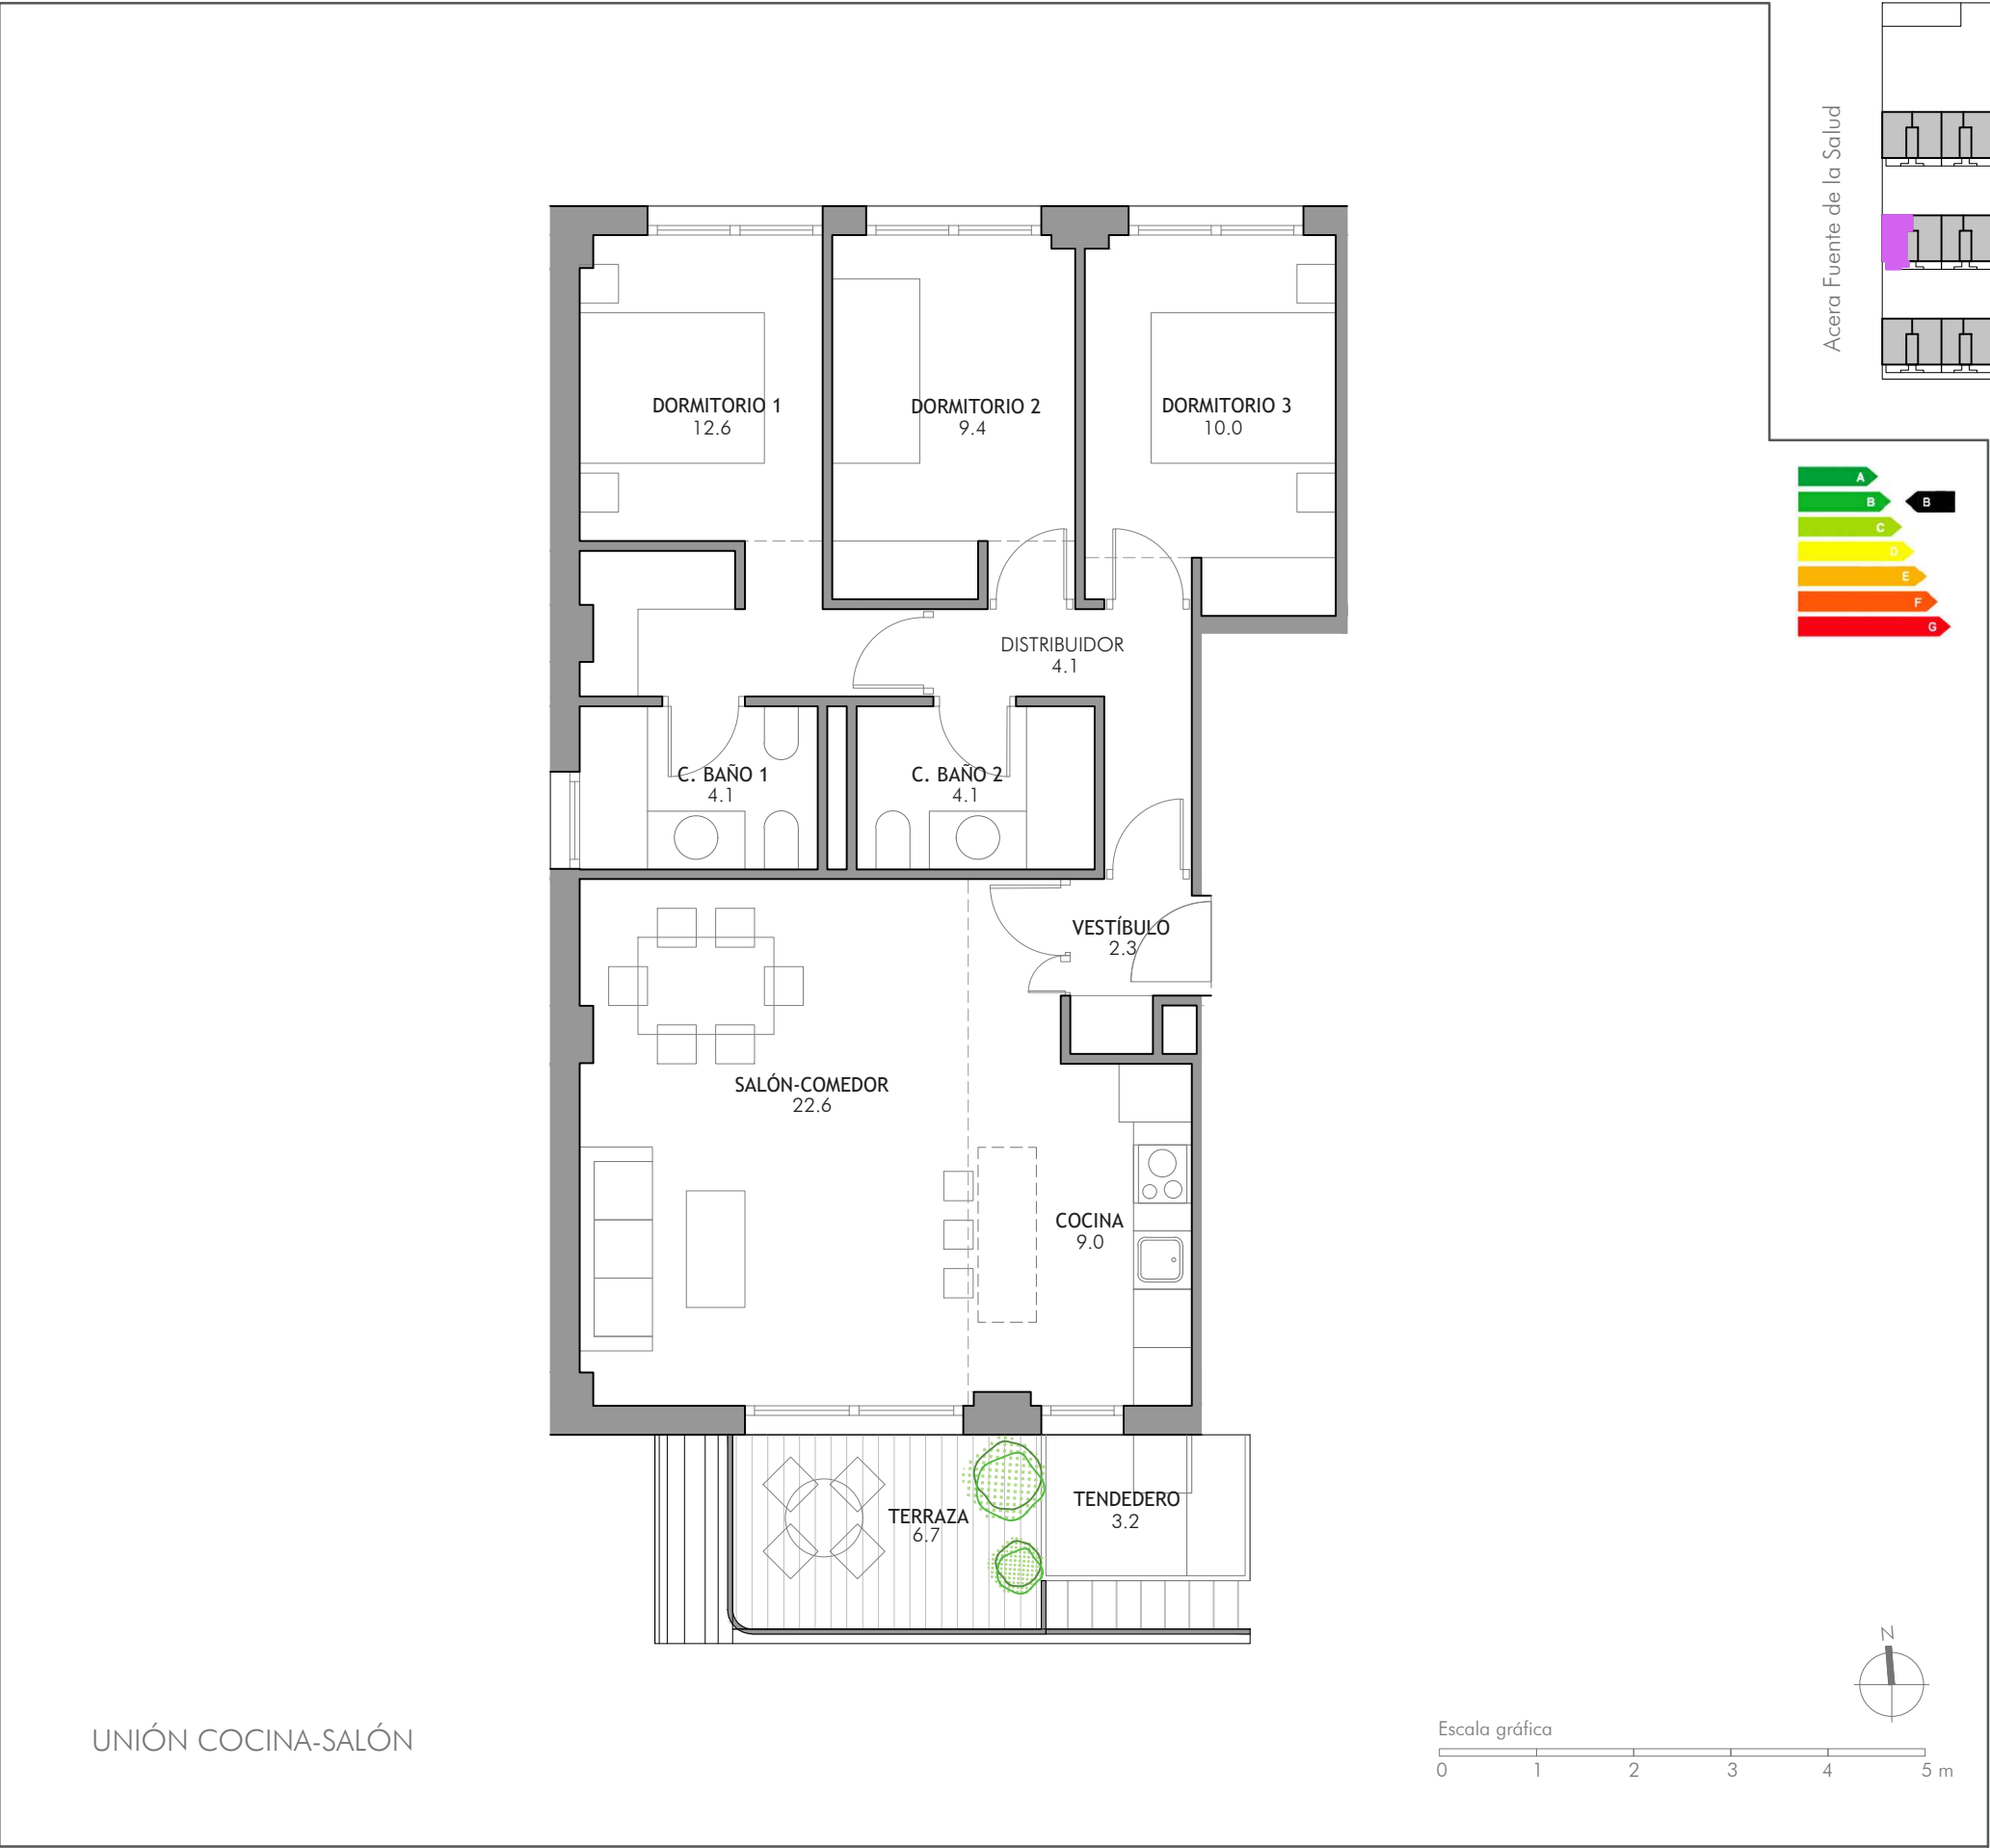 Acera Fuente de la Salud
A
B
B
C
D
E
F
G
DORMITORIO 1
12.6
DORMITORIO 2
9.4
DORMITORIO 3
10.0
DISTRIBUIDOR
4.1
C. BAÑO 1
4.1
C. BAÑO 2
4.1
VESTÍBULO
2.3
SALÓN-COMEDOR
22.6
COCINA
9.0
TERRAZA
6.7
TENDEDERO
3.2
N
UNIÓN COCINA-SALÓN
Escala gráfica
0 1 2 3 4 5 m